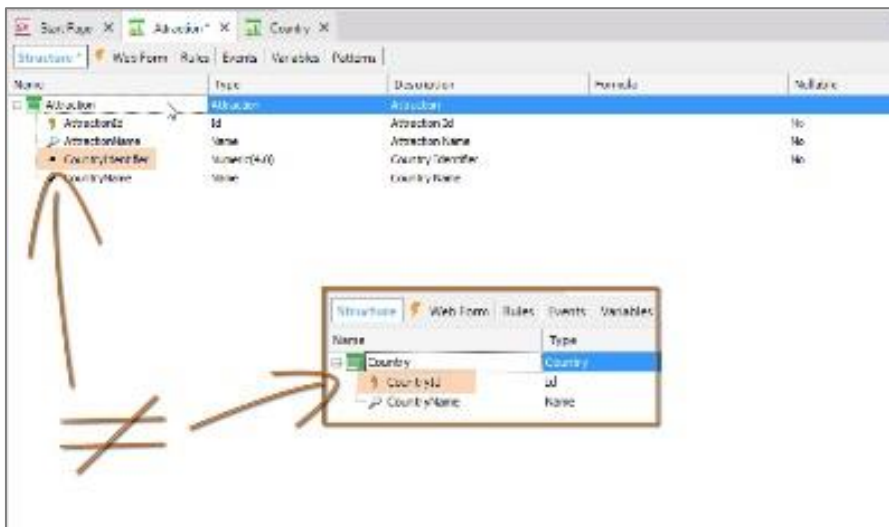 Start Page X Attraction* X Country X
Structure * Web Form Rules Events Variables Patterns
Name Type Description Formula Nullable
Attraction Attraction Attraction
AttractionId Id Attraction Id No
AttractionName Name Attraction Name No
CountryIdentifier Numeric(4.0) Country Identifier No
CountryName Name Country Name
Structure Web Form Rules Events Variables
Name Type
Country Country
CountryId Id
CountryName Name
≠